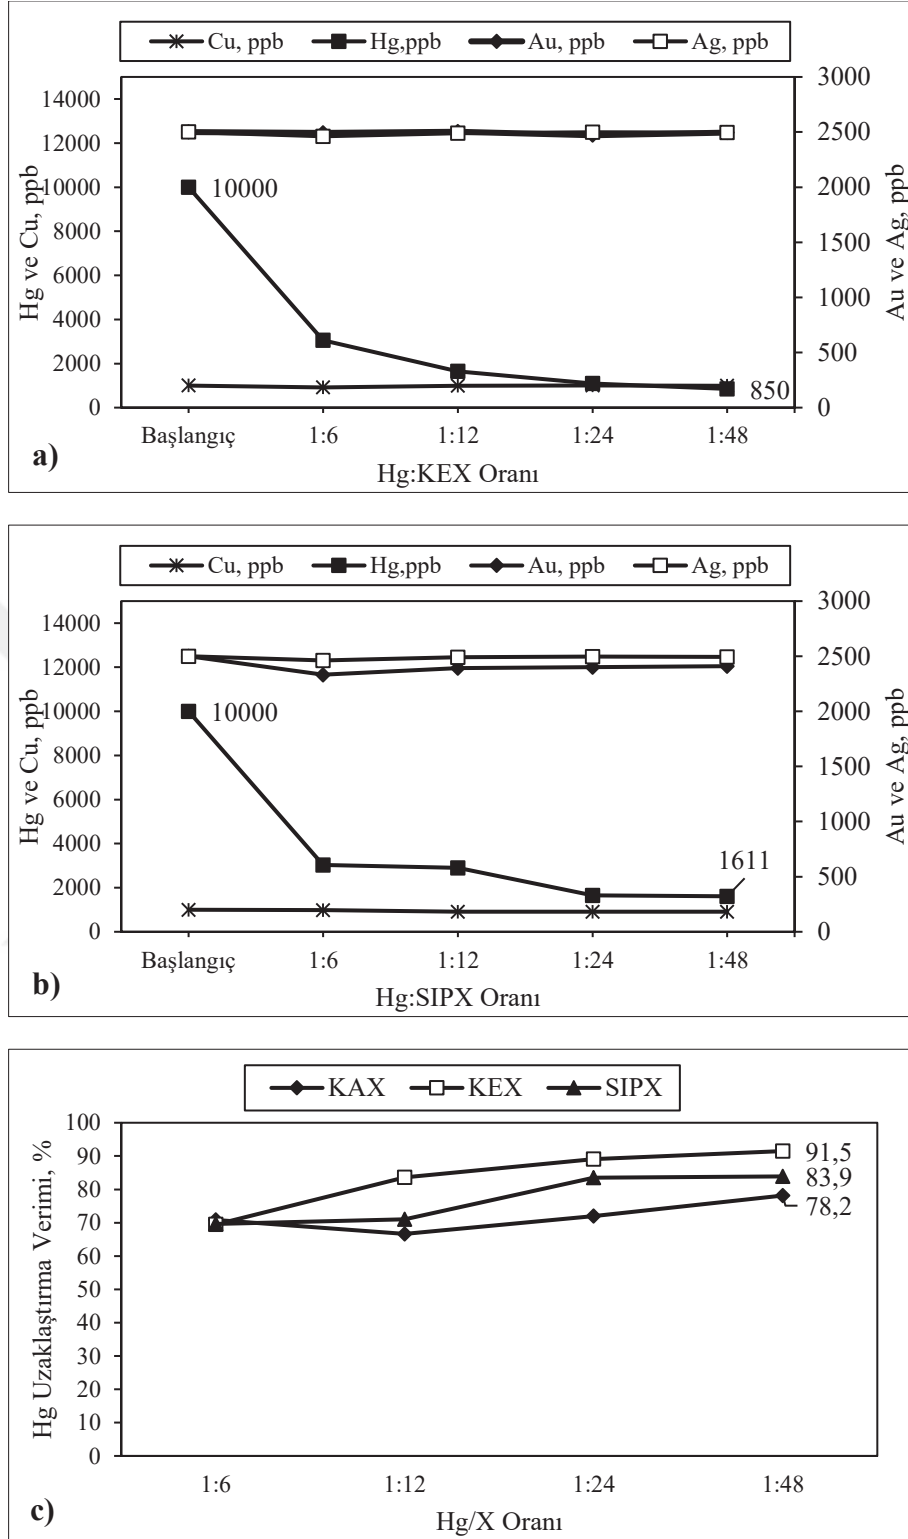 Cu, ppb Hg,ppb Au, ppb Ag, ppb
14000
12000
10000
8000
6000
4000
2000
0
Hg ve Cu, ppb
3000
2500
2000
1500
1000
500
0
Au ve Ag, ppb
10000
850
Başlangıç 1:6 1:12 1:24 1:48
a)
Hg:KEX Oranı
Cu, ppb Hg,ppb Au, ppb Ag, ppb
14000
12000
10000
8000
6000
4000
2000
0
Hg ve Cu, ppb
3000
2500
2000
1500
1000
500
0
Au ve Ag, ppb
10000
1611
Başlangıç 1:6 1:12 1:24 1:48
b)
Hg:SIPX Oranı
KAX KEX SIPX
100
90
80
70
60
50
40
30
20
10
0
Hg Uzaklaştırma Verimi, %
91,5
83,9
78,2
1:6 1:12 1:24 1:48
c)
Hg/X Oranı